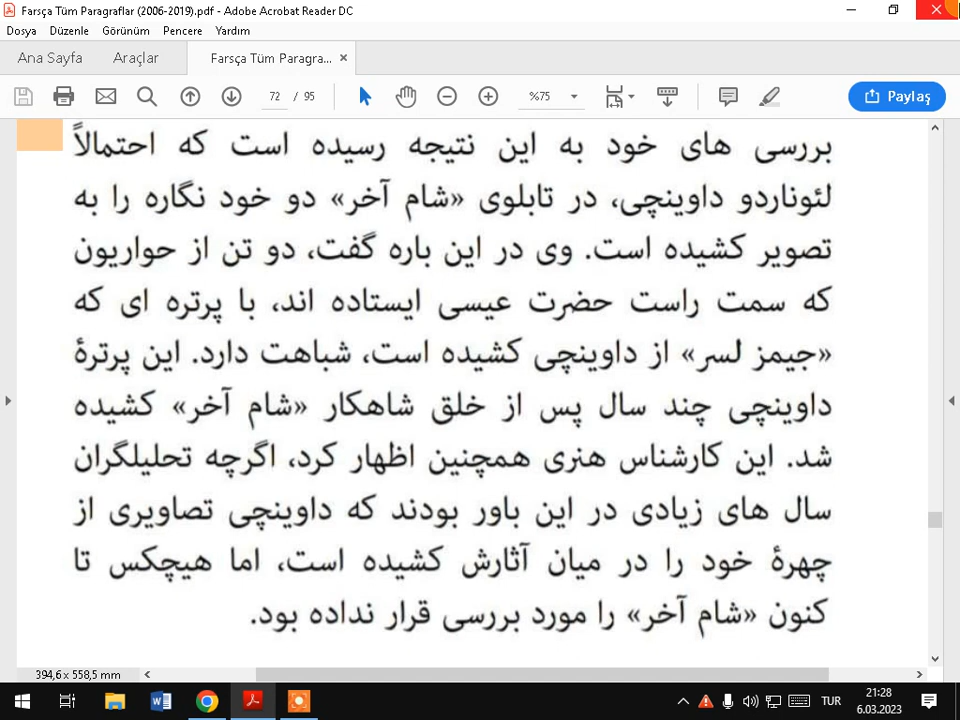 Farsça Tüm Paragraflar (2006-2019).pdf - Adobe Acrobat Reader DC
Dosya Düzenle Görünüm Pencere Yardım
Ana Sayfa Araçlar Farsça Tüm Paragra... ×
72 / 95 %75 Paylaş
بررسی های خود به این نتیجه رسیده است که احتمالاً
لئوناردو داوینچی، در تابلوی «شام آخر» دو خود نگاره را به
تصویر کشیده است. وی در این باره گفت، دو تن از حواریون
که سمت راست حضرت عیسی ایستاده اند، با پرتره ای که
«جیمز لسر» از داوینچی کشیده است، شباهت دارد. این پرترۀ
داوینچی چند سال پس از خلق شاهکار «شام آخر» کشیده
شد. این کارشناس هنری همچنین اظهار کرد، اگرچه تحلیلگران
سال های زیادی در این باور بودند که داوینچی تصاویری از
چهرۀ خود را در میان آثارش کشیده است، اما هیچکس تا
کنون «شام آخر» را مورد بررسی قرار نداده بود.
394,6 x 558,5 mm
TUR 21:28
6.03.2023